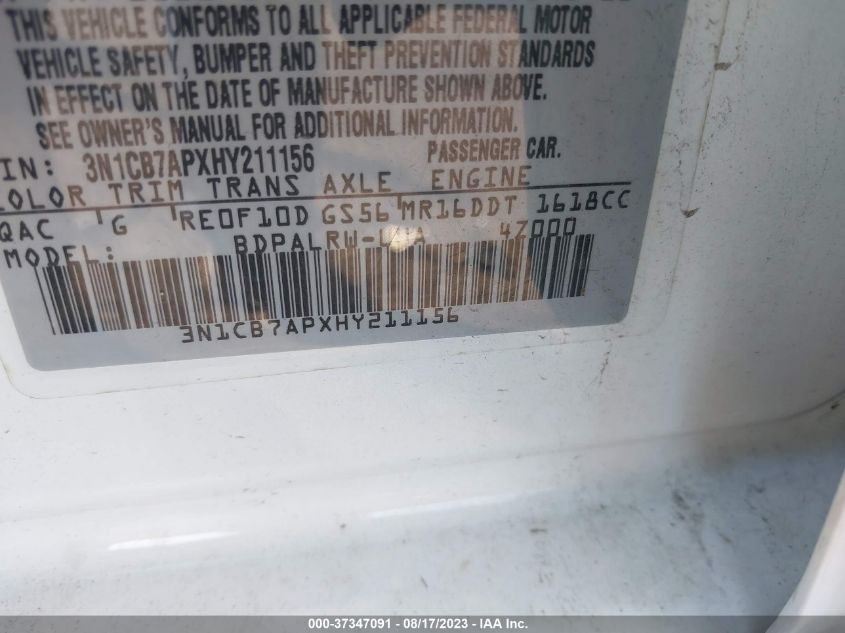 THIS VEHICLE CONFORMS TO ALL APPLICABLE FEDERAL MOTOR
VEHICLE SAFETY, BUMPER AND THEFT PREVENTION STANDARDS
IN EFFECT ON THE DATE OF MANUFACTURE SHOWN ABOVE.
SEE OWNER'S MANUAL FOR ADDITIONAL INFORMATION.
IN: 3N1CB7APXHY211156 PASSENGER CAR.
OLOR TRIM TRANS AXLE ENGINE
QAC G RE0F10D GS56 MR16DDT 1618CC
MODEL: 47000
3N1CB7APXHY211156
000-37347091 - 08/17/2023 - IAA Inc.